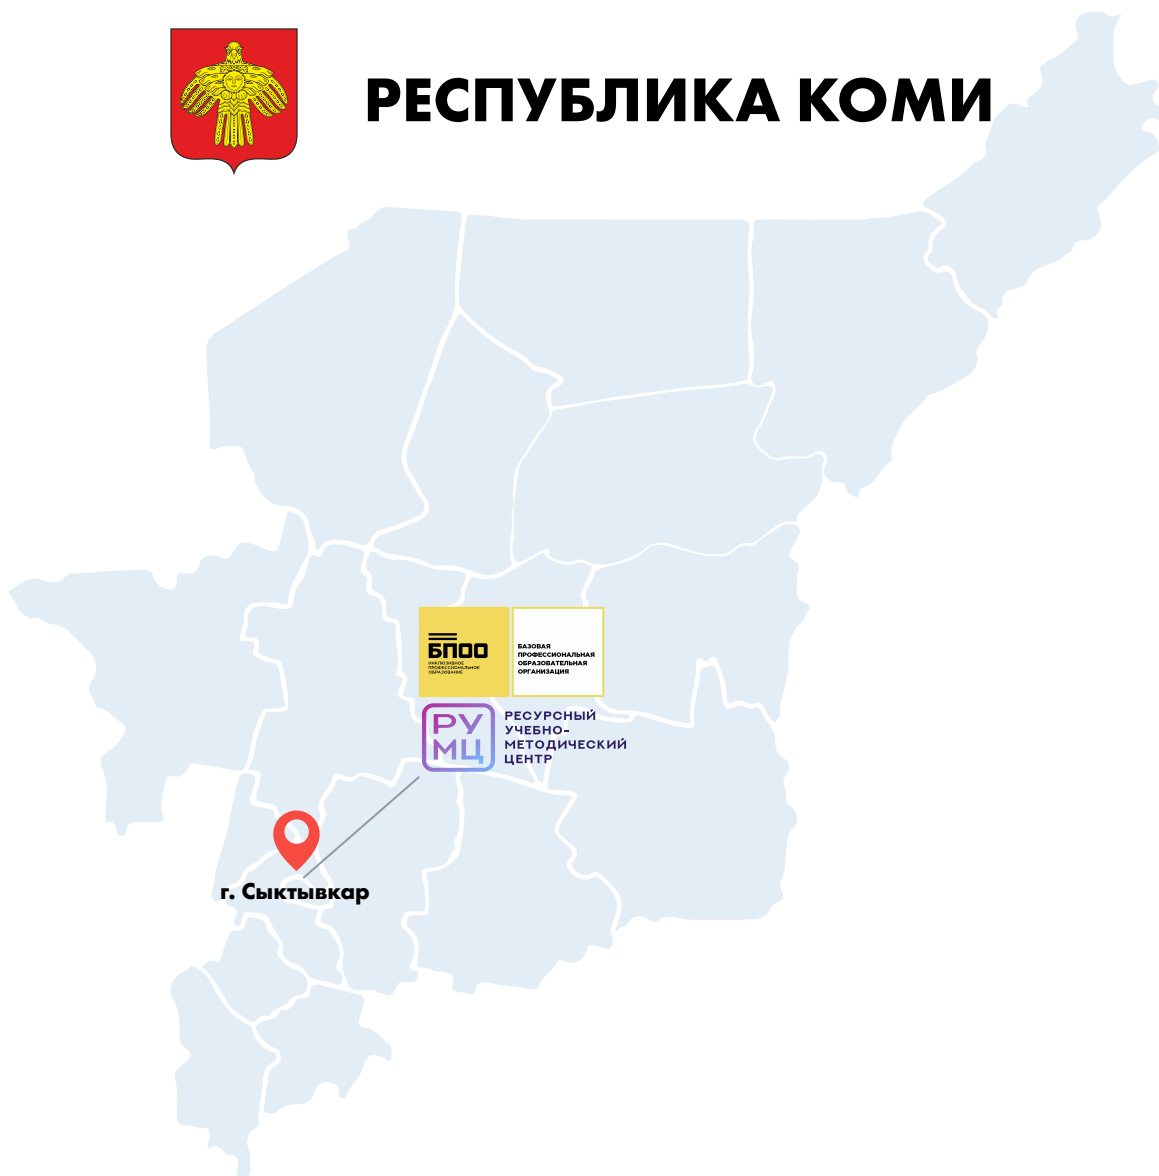 РЕСПУБЛИКА КОМИ
БПОО
ИНКЛЮЗИВНОЕ
ПРОФЕССИОНАЛЬНОЕ
ОБРАЗОВАНИЕ
БАЗОВАЯ
ПРОФЕССИОНАЛЬНАЯ
ОБРАЗОВАТЕЛЬНАЯ
ОРГАНИЗАЦИЯ
РУ
МЦ
РЕСУРСНЫЙ
УЧЕБНО-
МЕТОДИЧЕСКИЙ
ЦЕНТР
г. Сыктывкар